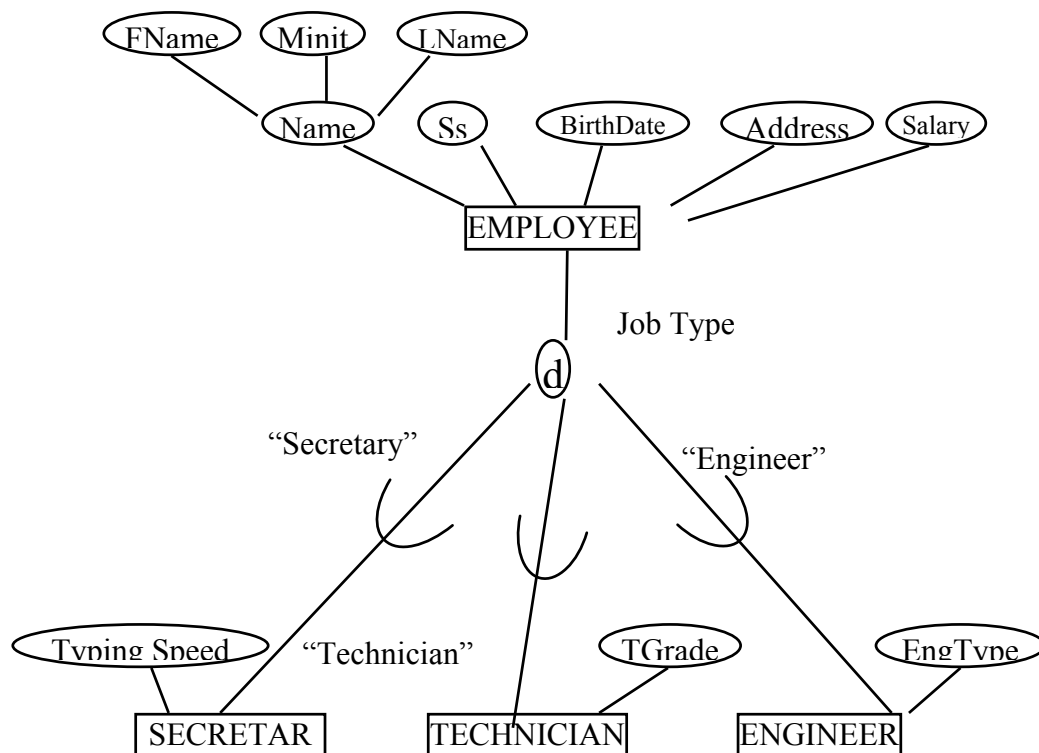 FName Minit LName
Name Ss BirthDate Address Salary
EMPLOYEE
Job Type
d
“Secretary”
“Engineer”
Typing Speed “Technician” TGrade EngType
SECRETAR TECHNICIAN ENGINEER